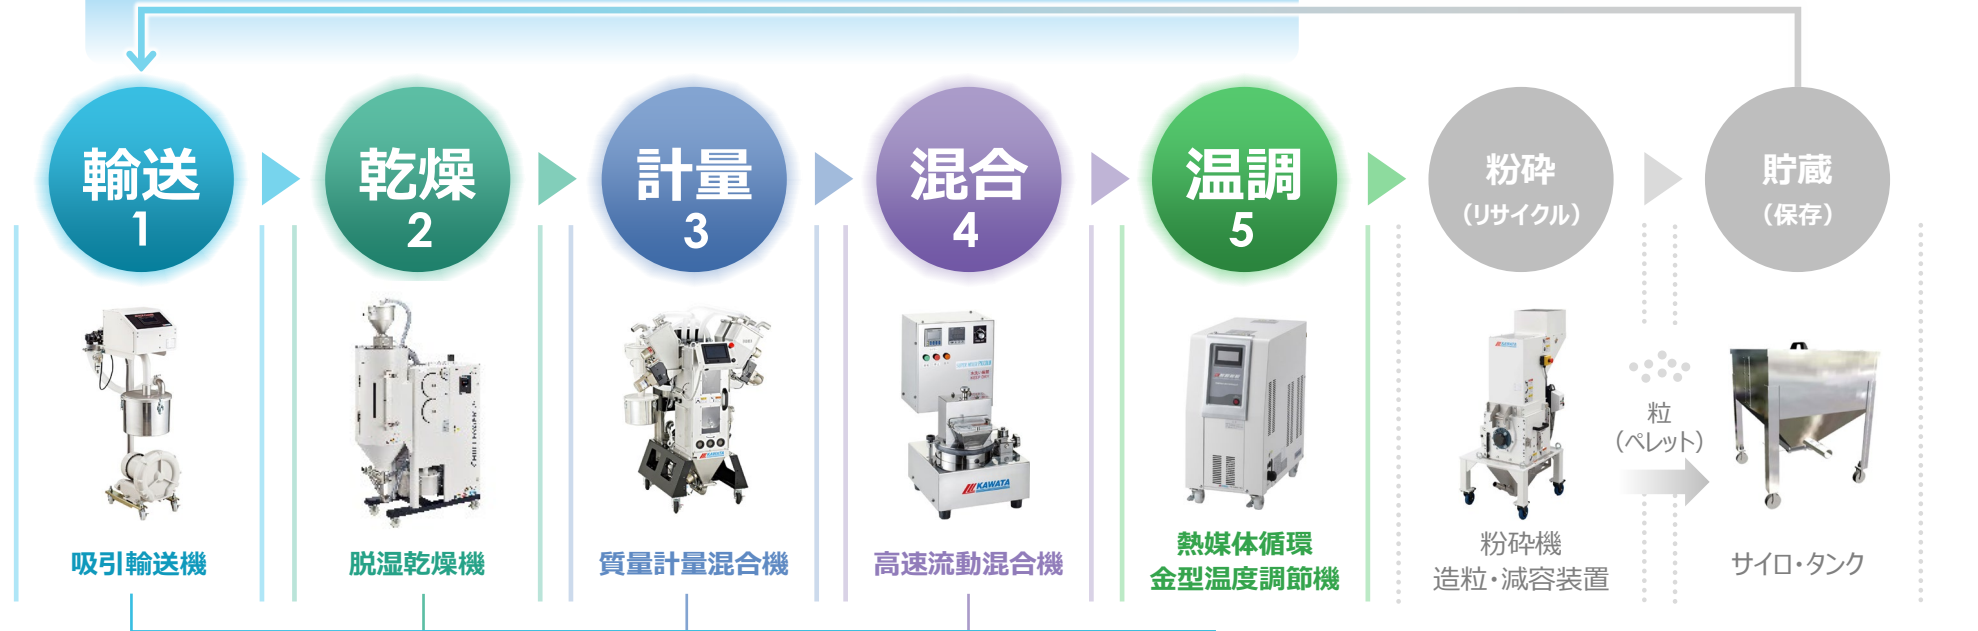 輸送
1
乾燥
2
計量
3
混合
4
温調
5
粉砕
（リサイクル）
貯蔵
（保存）
KAWATA
粒
（ペレット）
吸引輸送機
脱湿乾燥機
質量計量混合機
高速流動混合機
熱媒体循環
金型温度調節機
粉砕機
造粒・減容装置
サイロ・タンク